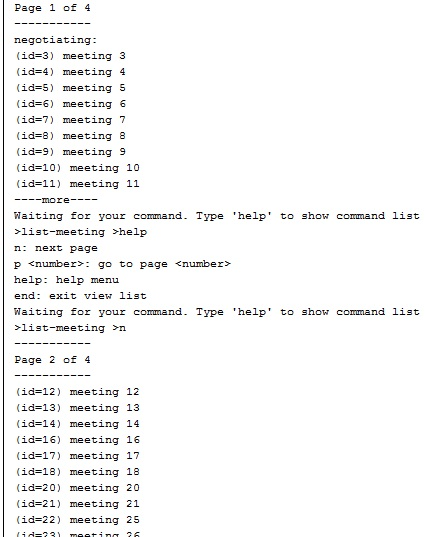 Page 1 of 4
-----------
negotiating:
(id=3) meeting 3
(id=4) meeting 4
(id=5) meeting 5
(id=6) meeting 6
(id=7) meeting 7
(id=8) meeting 8
(id=9) meeting 9
(id=10) meeting 10
(id=11) meeting 11
----more----
Waiting for your command. Type 'help' to show command list
>list-meeting >help
n: next page
p <number>: go to page <number>
help: help menu
end: exit view list
Waiting for your command. Type 'help' to show command list
>list-meeting >n
-----------
Page 2 of 4
-----------
(id=12) meeting 12
(id=13) meeting 13
(id=14) meeting 14
(id=16) meeting 16
(id=17) meeting 17
(id=18) meeting 18
(id=20) meeting 20
(id=21) meeting 21
(id=22) meeting 25
(id=23) meeting 26